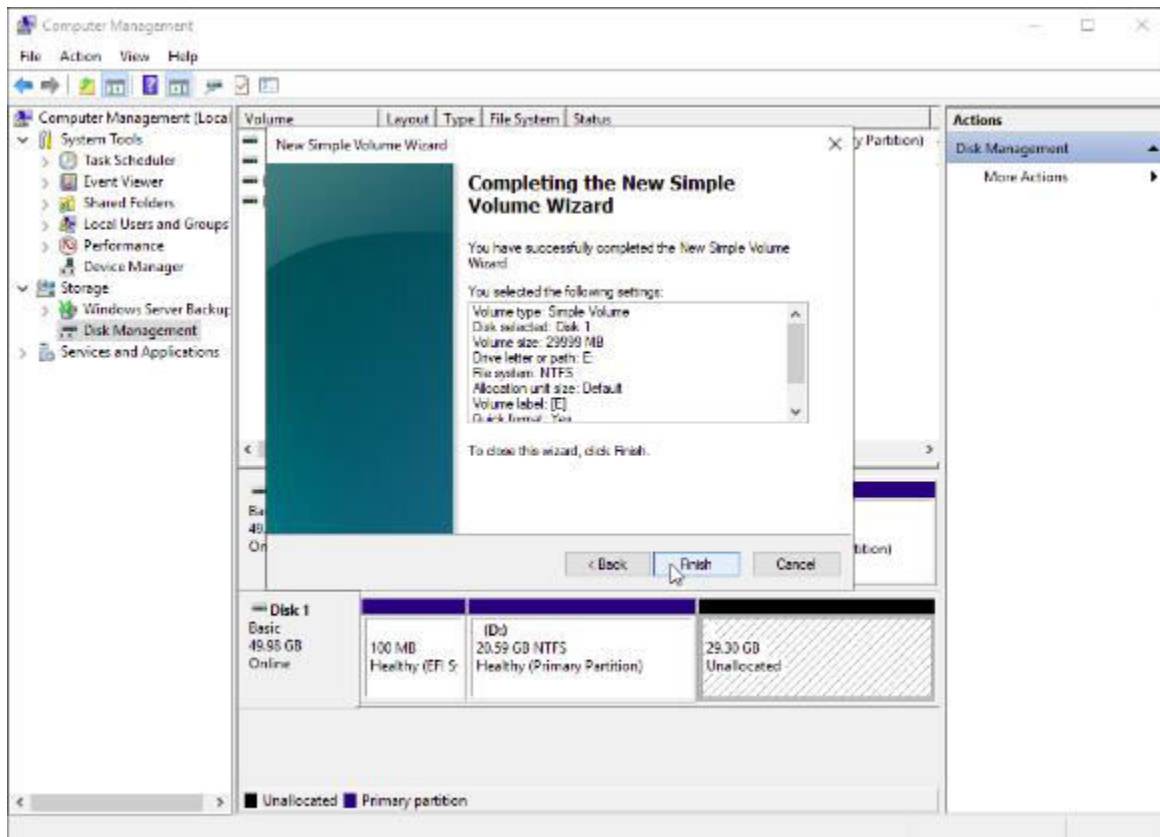 Computer Management
File Action View Help
Computer Management (Local
System Tools
Task Scheduler
Event Viewer
Shared Folders
Local Users and Groups
Performance
Device Manager
Storage
Windows Server Backup
Disk Management
Services and Applications
Volume Layout Type File System Status
y Partition)
New Simple Volume Wizard
Completing the New Simple
Volume Wizard
You have successfully completed the New Simple Volume
Wizard.
You selected the following settings:
Volume type: Simple Volume
Disk selected: Disk 1
Volume size: 29999 MB
Drive letter or path: E:
File system: NTFS
Allocation unit size: Default
Volume label: [E]
Quick format: Yes
To close this wizard, click Finish.
< Back Finish Cancel
Ba
49.
On
tition)
Disk 1
Basic
49.98 GB
Online
100 MB
Healthy (EFI S
(D:)
20.59 GB NTFS
Healthy (Primary Partition)
29.30 GB
Unallocated
Unallocated Primary partition
Actions
Disk Management
More Actions